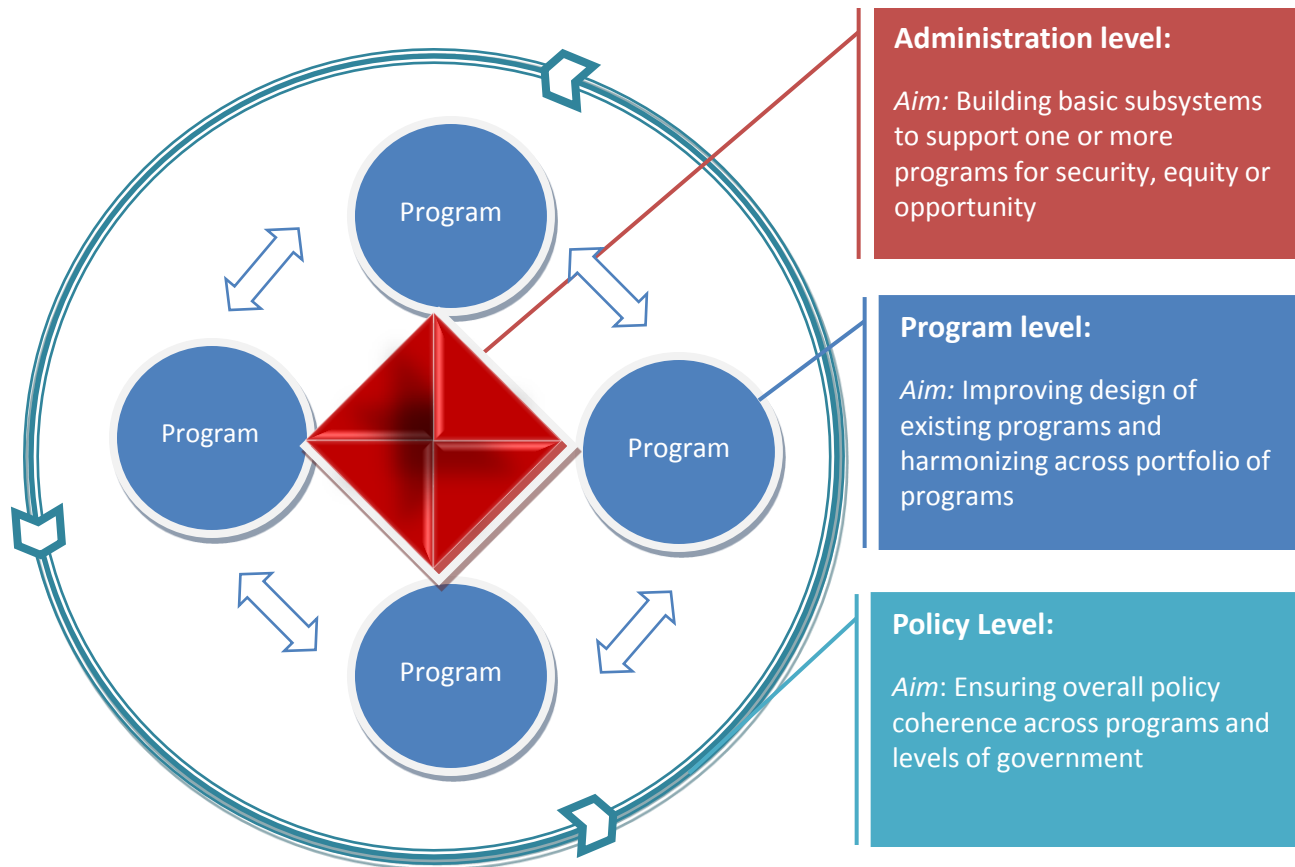 Administration level:
Aim: Building basic subsystems
to support one or more
programs for security, equity or
opportunity
Program
Program
Program
Program
Program level:
Aim: Improving design of
existing programs and
harmonizing across portfolio of
programs
Policy Level:
Aim: Ensuring overall policy
coherence across programs and
levels of government